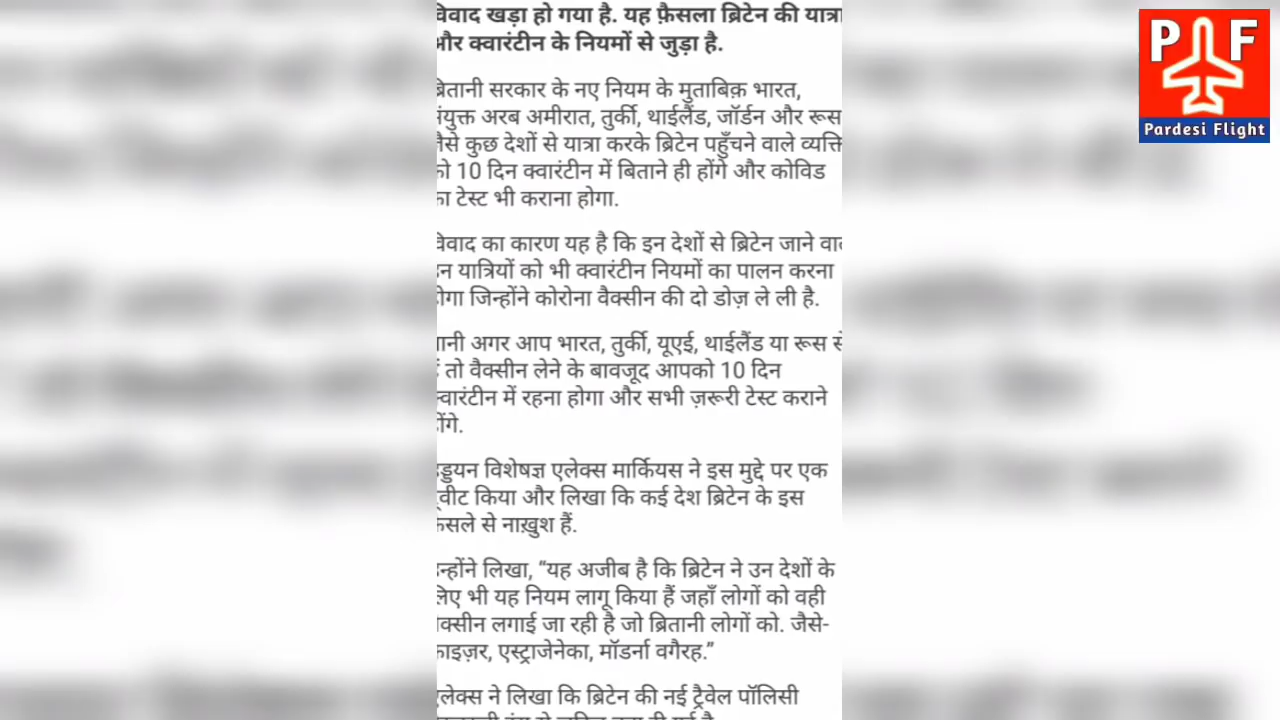 विवाद खड़ा हो गया है. यह फ़ैसला ब्रिटेन की यात्रा
और क्वारंटीन के नियमों से जुड़ा है.
ब्रितानी सरकार के नए नियम के मुताबिक़ भारत,
संयुक्त अरब अमीरात, तुर्की, थाईलैंड, जॉर्डन और रूस
जैसे कुछ देशों से यात्रा करके ब्रिटेन पहुँचने वाले व्यक्ति
को 10 दिन क्वारंटीन में बिताने ही होंगे और कोविड
का टेस्ट भी कराना होगा.
विवाद का कारण यह है कि इन देशों से ब्रिटेन जाने वाले
उन यात्रियों को भी क्वारंटीन नियमों का पालन करना
होगा जिन्होंने कोरोना वैक्सीन की दो डोज़ ले ली है.
यानी अगर आप भारत, तुर्की, यूएई, थाईलैंड या रूस से
हैं तो वैक्सीन लेने के बावजूद आपको 10 दिन
क्वारंटीन में रहना होगा और सभी ज़रूरी टेस्ट कराने
होंगे.
उड्डयन विशेषज्ञ एलेक्स मार्कियस ने इस मुद्दे पर एक
ट्वीट किया और लिखा कि कई देश ब्रिटेन के इस
फ़ैसले से नाख़ुश हैं.
उन्होंने लिखा, “यह अजीब है कि ब्रिटेन ने उन देशों के
लिए भी यह नियम लागू किया हैं जहाँ लोगों को वही
वैक्सीन लगाई जा रही है जो ब्रितानी लोगों को. जैसे-
फ़ाइज़र, एस्ट्राजेनेका, मॉडर्ना वगैरह.”
एलेक्स ने लिखा कि ब्रिटेन की नई ट्रैवेल पॉलिसी
P F
Pardesi Flight